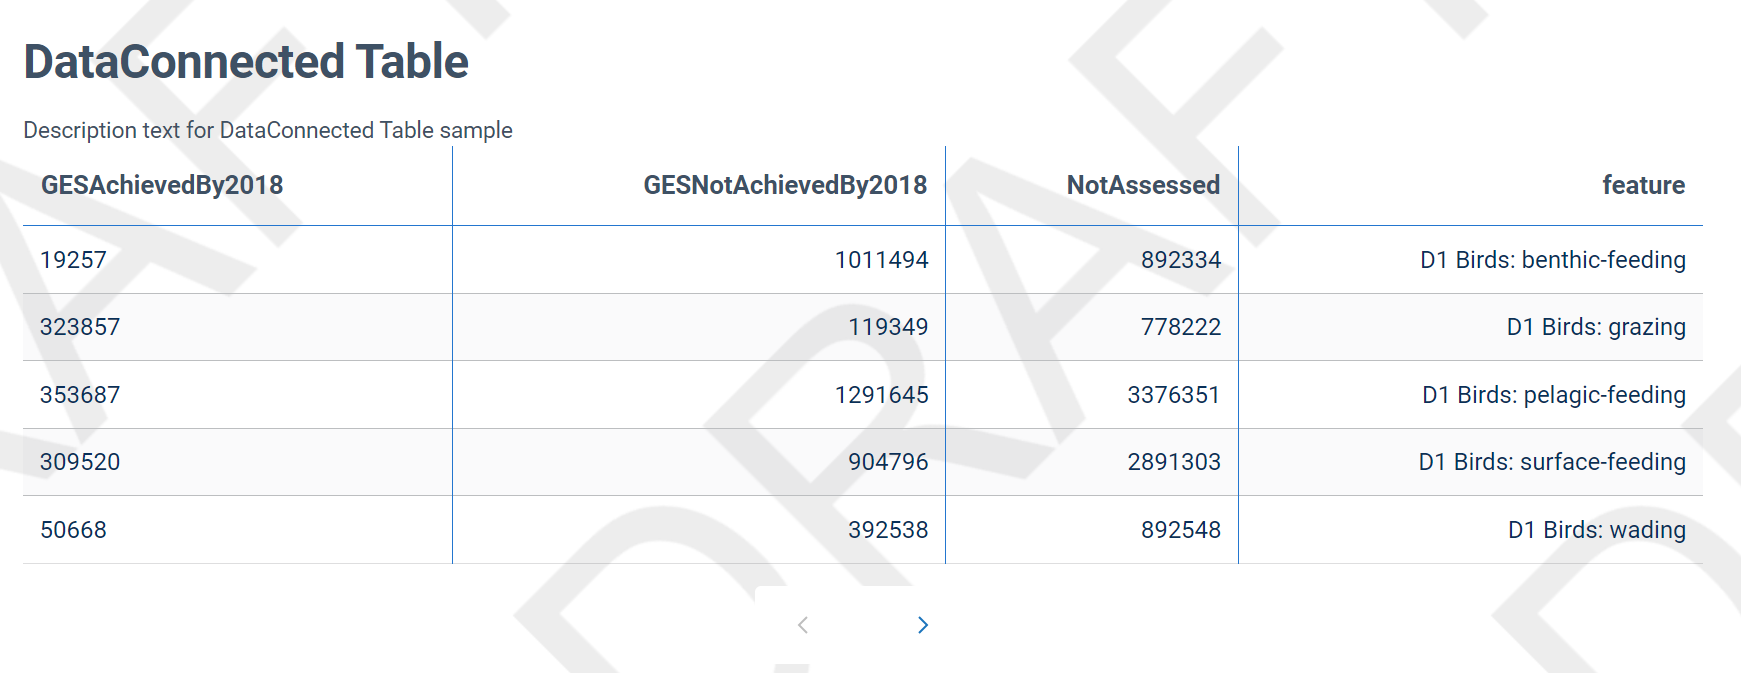 DataConnected Table
Description text for DataConnected Table sample
GESAchievedBy2018 GESNotAchievedBy2018 NotAssessed feature
19257 1011494 892334 D1 Birds: benthic-feeding
323857 119349 778222 D1 Birds: grazing
353687 1291645 3376351 D1 Birds: pelagic-feeding
309520 904796 2891303 D1 Birds: surface-feeding
50668 392538 892548 D1 Birds: wading
DRAFT